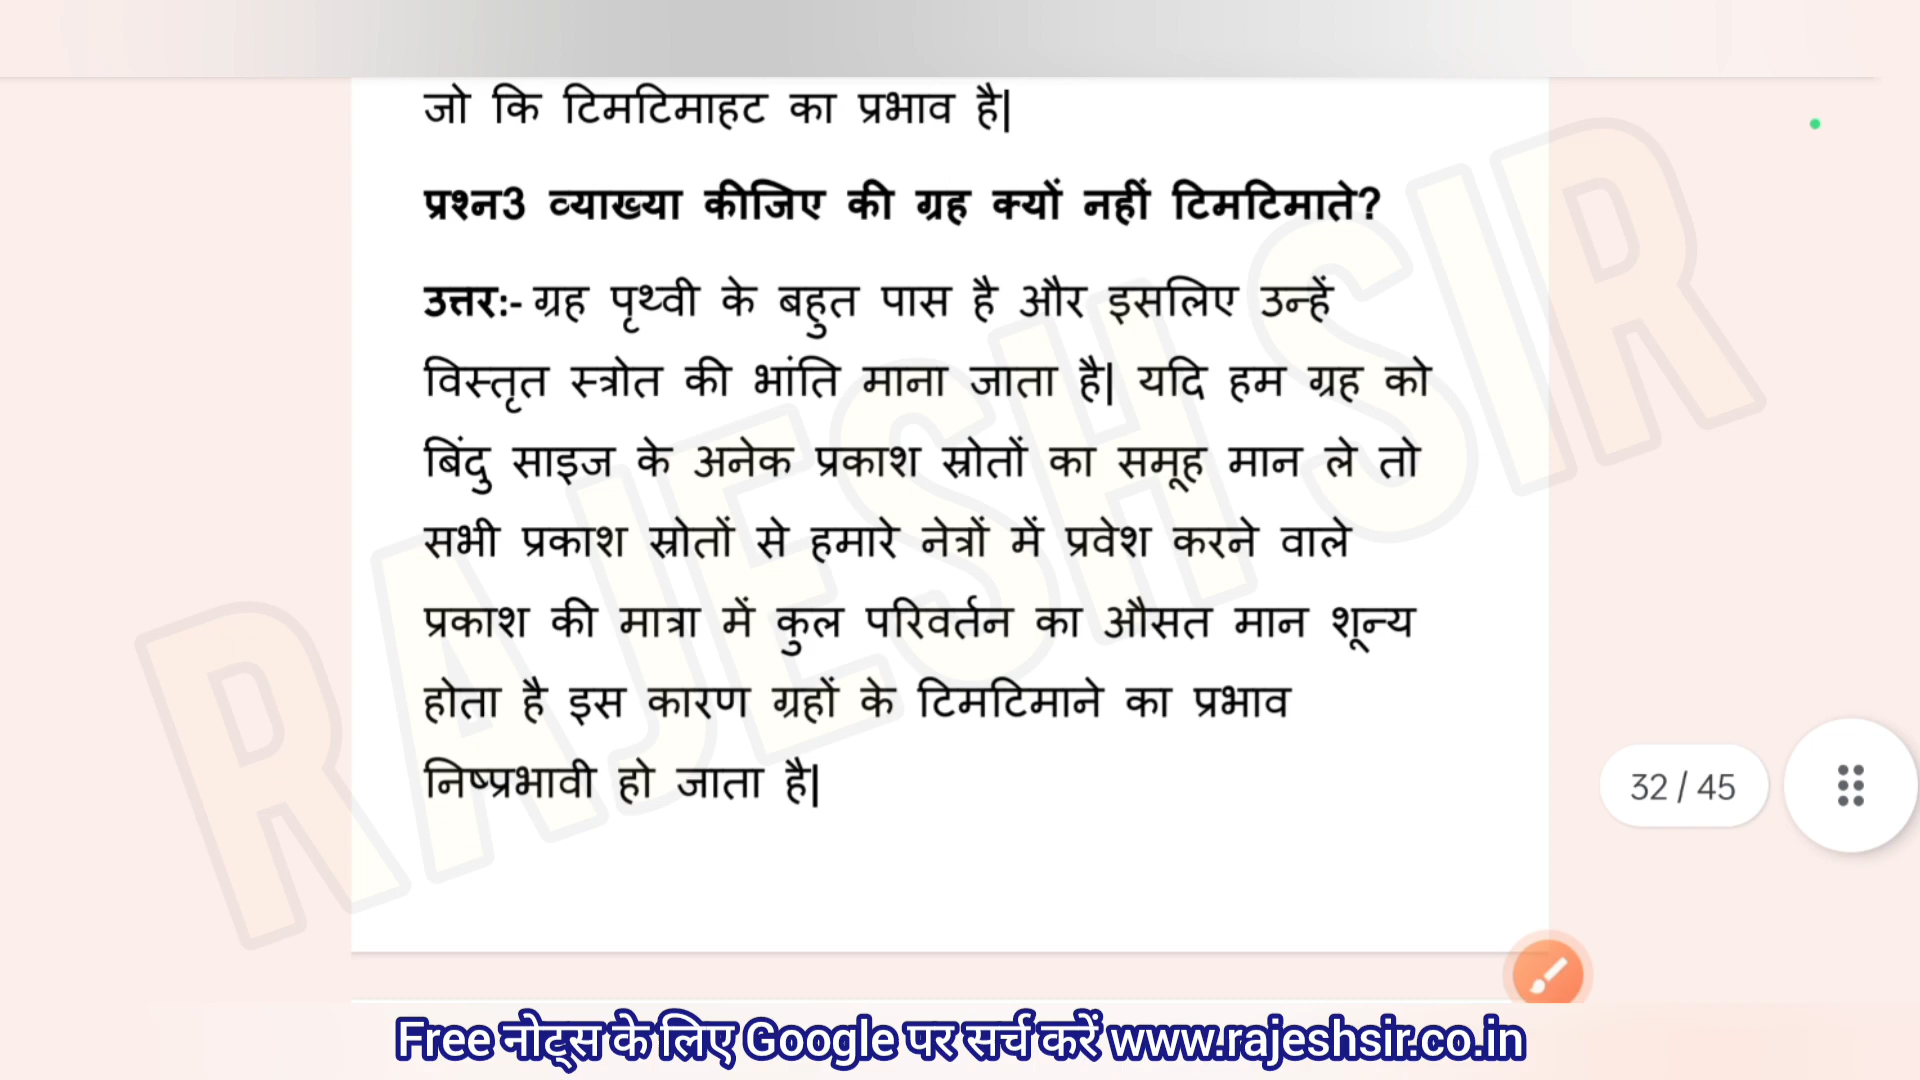 जो कि टिमटिमाहट का प्रभाव है|
प्रश्न3 व्याख्या कीजिए की ग्रह क्यों नहीं टिमटिमाते?
उत्तर:- ग्रह पृथ्वी के बहुत पास है और इसलिए उन्हें
विस्तृत स्त्रोत की भांति माना जाता है| यदि हम ग्रह को
बिंदु साइज के अनेक प्रकाश स्रोतों का समूह मान ले तो
सभी प्रकाश स्रोतों से हमारे नेत्रों में प्रवेश करने वाले
प्रकाश की मात्रा में कुल परिवर्तन का औसत मान शून्य
होता है इस कारण ग्रहों के टिमटिमाने का प्रभाव
निष्प्रभावी हो जाता है|
RAJESH SIR
32 / 45
Free नोट्स के लिए Google पर सर्च करें www.rajeshsir.co.in